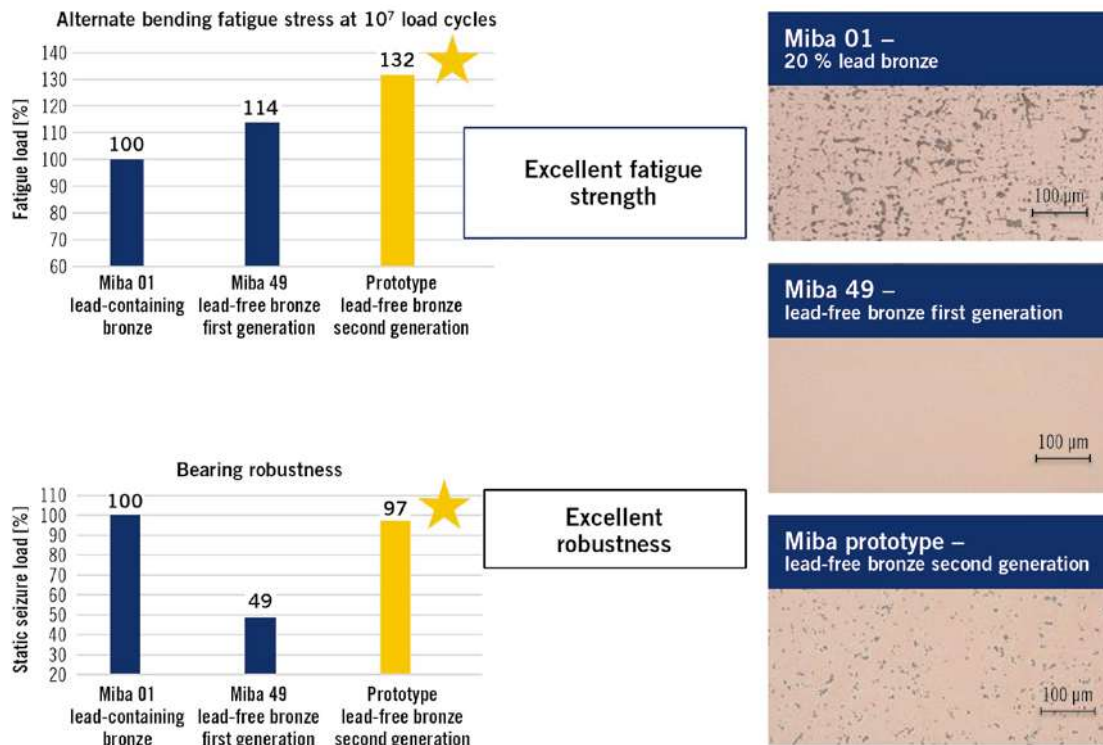 Alternate bending fatigue stress at 10⁷ load cycles
Fatigue load [%]
140
130
120
110
100
90
80
70
60
100
114
132
Miba 01
lead-containing
bronze
Miba 49
lead-free bronze
first generation
Prototype
lead-free bronze
second generation
Excellent fatigue
strength
Bearing robustness
Static seizure load [%]
110
100
90
80
70
60
50
40
30
20
100
49
97
Miba 01
lead-containing
bronze
Miba 49
lead-free bronze
first generation
Prototype
lead-free bronze
second generation
Excellent
robustness
Miba 01 –
20 % lead bronze
100 µm
Miba 49 –
lead-free bronze first generation
100 µm
Miba prototype –
lead-free bronze second generation
100 µm